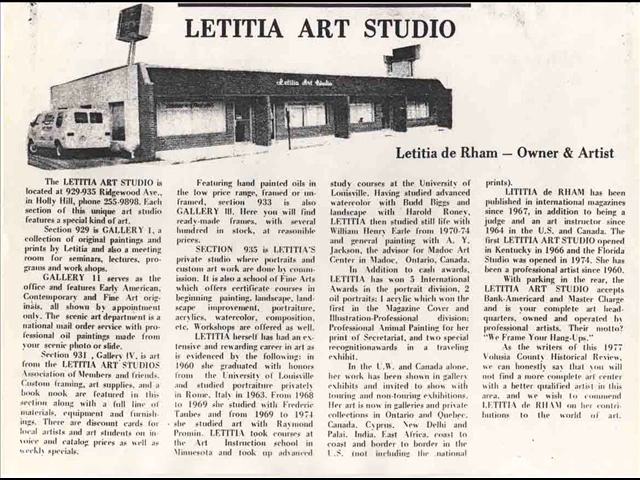 LETITIA ART STUDIO
Letitia Art Studio
Letitia de Rham — Owner & Artist
The LETITIA ART STUDIO is
located at 929-935 Ridgewood Ave.,
in Holly Hill, phone 255-9898. Each
section of this unique art studio
features a special kind of art.
Section 929 is GALLERY I, a
collection of original paintings and
prints by Letitia and also a meeting
room for seminars, lectures, pro-
grams and work shops.
GALLERY 11 serves as the
office and features Early American,
Contemporary and Fine Art orig-
inals, all shown by appointment
only. The scenic art department is a
national mail order service with pro-
fessional oil paintings made from
your scenic photo or slide.
Section 931 , Gallery IV, is art
from the LETITIA ART STUDIOS
Association of Members and friends.
Custom framing, art supplies, and a
book nook are featured in this
section along with a full line of
materials, equipment and furnish-
ings. There are discount cards for
local artists and art students on in-
voice and catalog prices as well as
weekly specials.
Featuring hand painted oils in
the low price range, framed or un-
framed, section 933 is also
GALLERY III. Here you will find
ready-made frames, with several
hundred in stock, at reasonable
prices.
SECTION 935 is LETITIA'S
private studio where portraits and
custom art work are done by comm-
ission. It is also a school of Fine Arts
which offers certificate courses in
beginning painting, landscape, land-
scape improvement, portraiture,
acrylics, watercolor, composition,
etc. Workshops are offered as well.
LETITIA herself has had an ex-
tensive and rewarding career in art as
is evidenced by the following: in
1960 she graduated with honors
from the University of Louisville
and studied portraiture privately
in Rome, Italy in 1963. From 1968
to 1969 she studied with Frederic
Taubes and from 1969 to 1974
she studied art with Raymond
Promin. LETITIA took courses at
the Art Instruction school in
Minnesota and took up advanced
study courses at the University of
Louisville. Having studied advanced
watercolor with Budd Biggs and
landscape with Harold Roney,
LETITIA then studied still life with
William Henry Earle from 1970-74
and general painting with A. Y.
Jackson, the advisor for Madoc Art
Center in Madoc, Ontario, Canada.
In Addition to cash awards,
LETITIA has won 5 International
Awards in the portrait division, 2
oil portraits: 1 acrylic which won the
first in the Magazine Cover and
Illustration-Professional division;
Professional Animal Painting for her
print of Secretariat, and two special
recognitionawards in a traveling
exhibit.
In the U.W. and Canada alone,
her work has been shown in gallery
exhibits and invited to show with
touring and non-touring exhibitions.
Her art is now in galleries and private
collections in Ontario and Quebec,
Canada, Cyprus, New Delhi and
Palai, India, East Africa, coast to
coast and border to border in the
U.S. (not including the national
prints).
LITITIA de RHAM has been
published in international magazines
since 1967, in addition to being a
judge and an art instructor since
1964 in the U.S. and Canada. The
first LETITIA ART STUDIO opened
in Kentucky in 1966 and the Florida
Studio was opened in 1974. She has
been a professional artist since 1960.
With parking in the rear, the
LETITIA ART STUDIO accepts
Bank-Americard and Master Charge
and is your complete art head-
quarters, owned and operated by
professional artists. Their motto?
"We Frame Your Hang-Ups."
As the writers of this 1977
Volusia County Historical Review,
we can honestly say that you will
not find a more complete art center
with a better qualified artist in this
area, and we wish to commend
LETITIA de RHAM on her contri-
butions to the world of art.